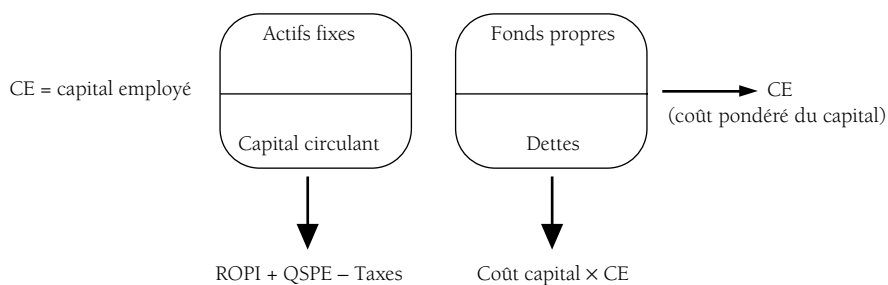 Actifs fixes
Fonds propres
CE = capital employé
CE
(coût pondéré du capital)
Capital circulant
Dettes
ROPI + QSPE – Taxes
Coût capital × CE